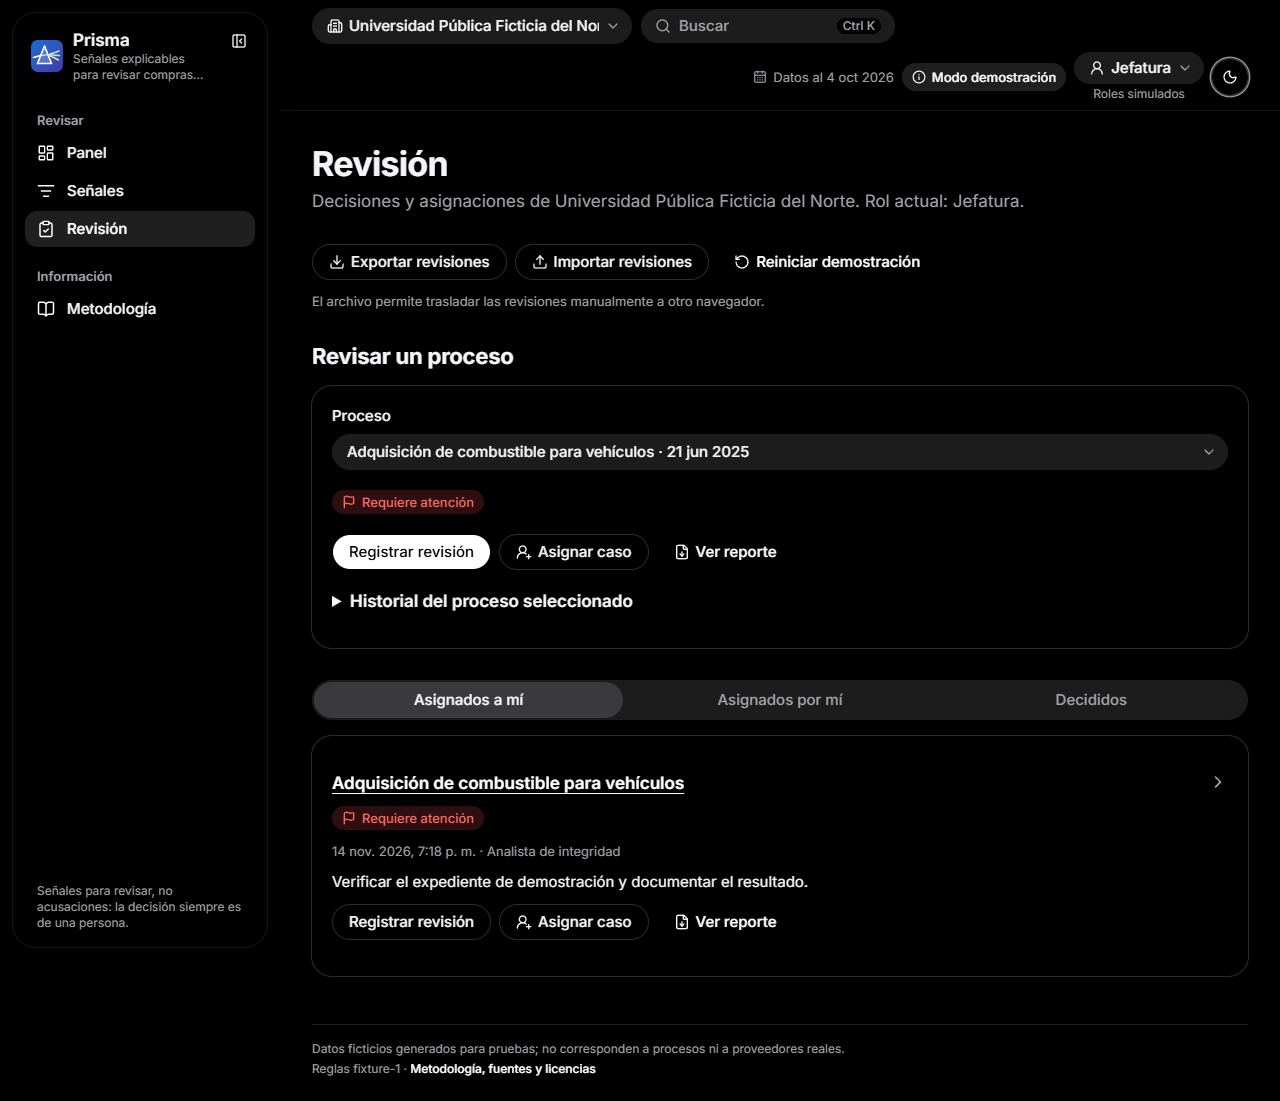 Prisma
Señales explicables
para revisar compras...
Revisar
Panel
Señales
Revisión
Información
Metodología
Señales para revisar, no
acusaciones: la decisión siempre es
de una persona.
Universidad Pública Ficticia del No
Buscar
Ctrl K
Datos al 4 oct 2026
Modo demostración
Jefatura
Roles simulados
Revisión
Decisiones y asignaciones de Universidad Pública Ficticia del Norte. Rol actual: Jefatura.
Exportar revisiones
Importar revisiones
Reiniciar demostración
El archivo permite trasladar las revisiones manualmente a otro navegador.
Revisar un proceso
Proceso
Adquisición de combustible para vehículos · 21 jun 2025
Requiere atención
Registrar revisión
Asignar caso
Ver reporte
Historial del proceso seleccionado
Asignados a mí
Asignados por mí
Decididos
Adquisición de combustible para vehículos
Requiere atención
14 nov. 2026, 7:18 p. m. · Analista de integridad
Verificar el expediente de demostración y documentar el resultado.
Registrar revisión
Asignar caso
Ver reporte
Datos ficticios generados para pruebas; no corresponden a procesos ni a proveedores reales.
Reglas fixture-1 · Metodología, fuentes y licencias